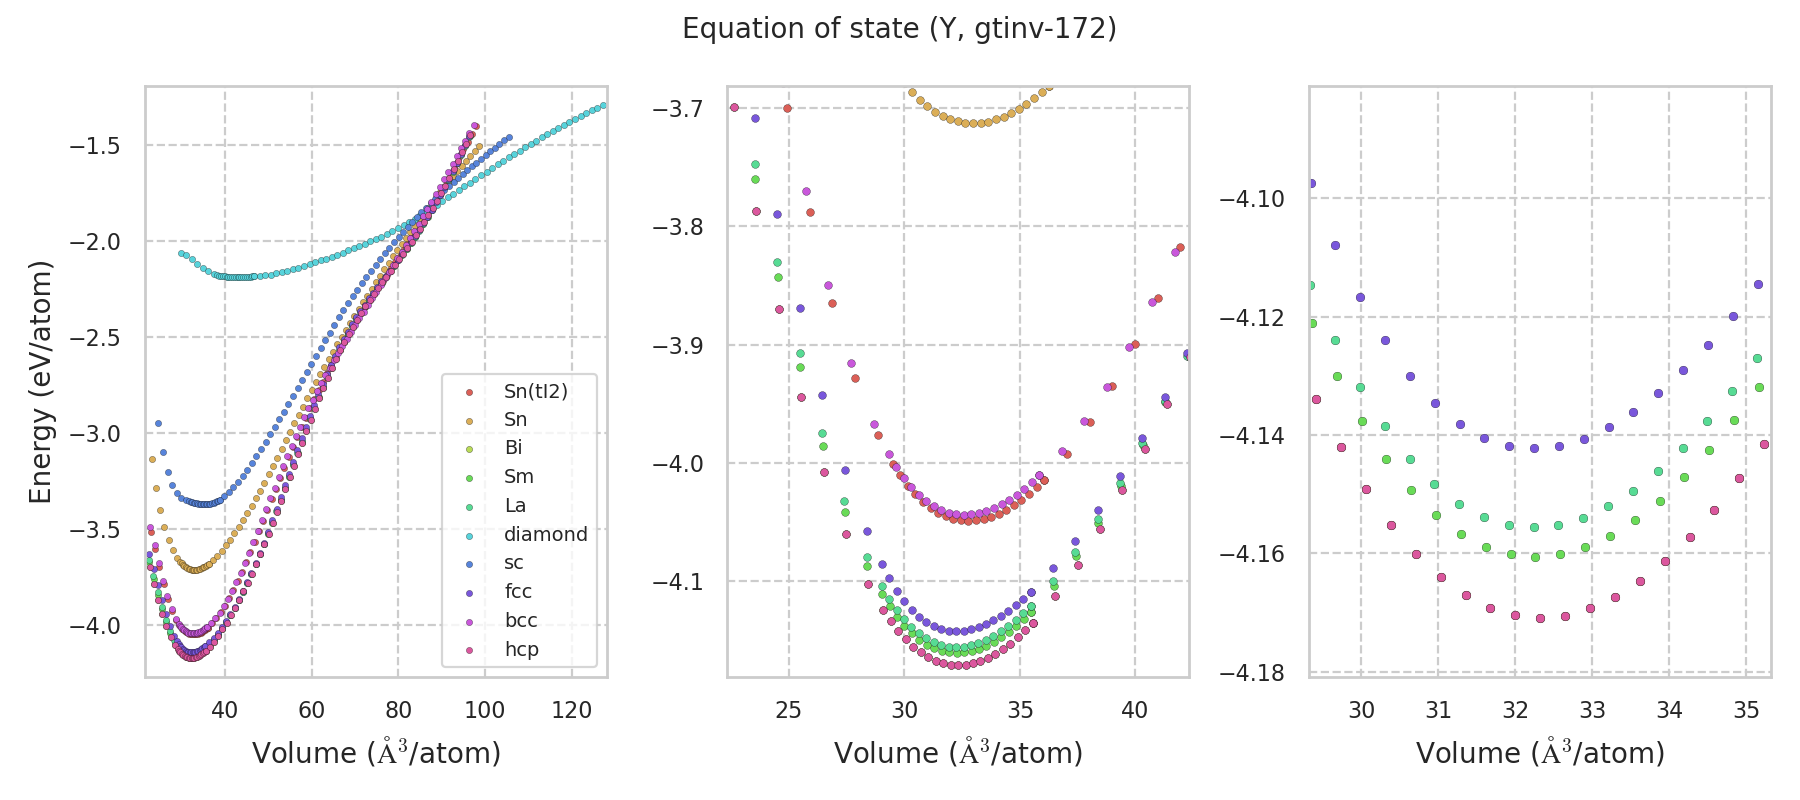 Equation of state (Y, gtinv-172)
Energy (eV/atom)
−1.5
−2.0
−2.5
−3.0
−3.5
−4.0
40 60 80 100 120
Volume (Å³/atom)
Sn(tI2)
Sn
Bi
Sm
La
diamond
sc
fcc
bcc
hcp
−3.7
−3.8
−3.9
−4.0
−4.1
25 30 35 40
Volume (Å³/atom)
−4.10
−4.12
−4.14
−4.16
−4.18
30 31 32 33 34 35
Volume (Å³/atom)